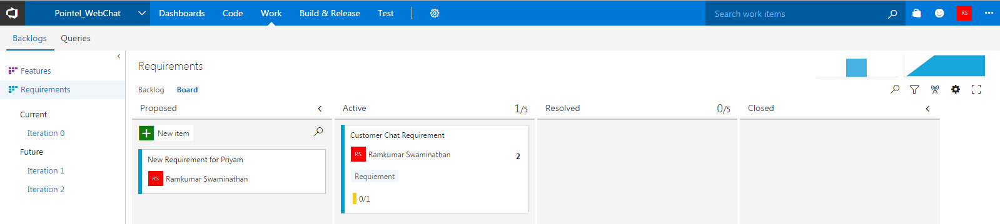 Pointel_WebChat Dashboards Code Work Build & Release Test Search work items RS
Backlogs Queries
Features
Requirements
Current
Iteration 0
Future
Iteration 1
Iteration 2
Requirements
Backlog Board
Proposed Active 1/5 Resolved 0/5 Closed
New item
New Requirement for Priyam
RS Ramkumar Swaminathan
Customer Chat Requirement
RS Ramkumar Swaminathan 2
Requiement
0/1